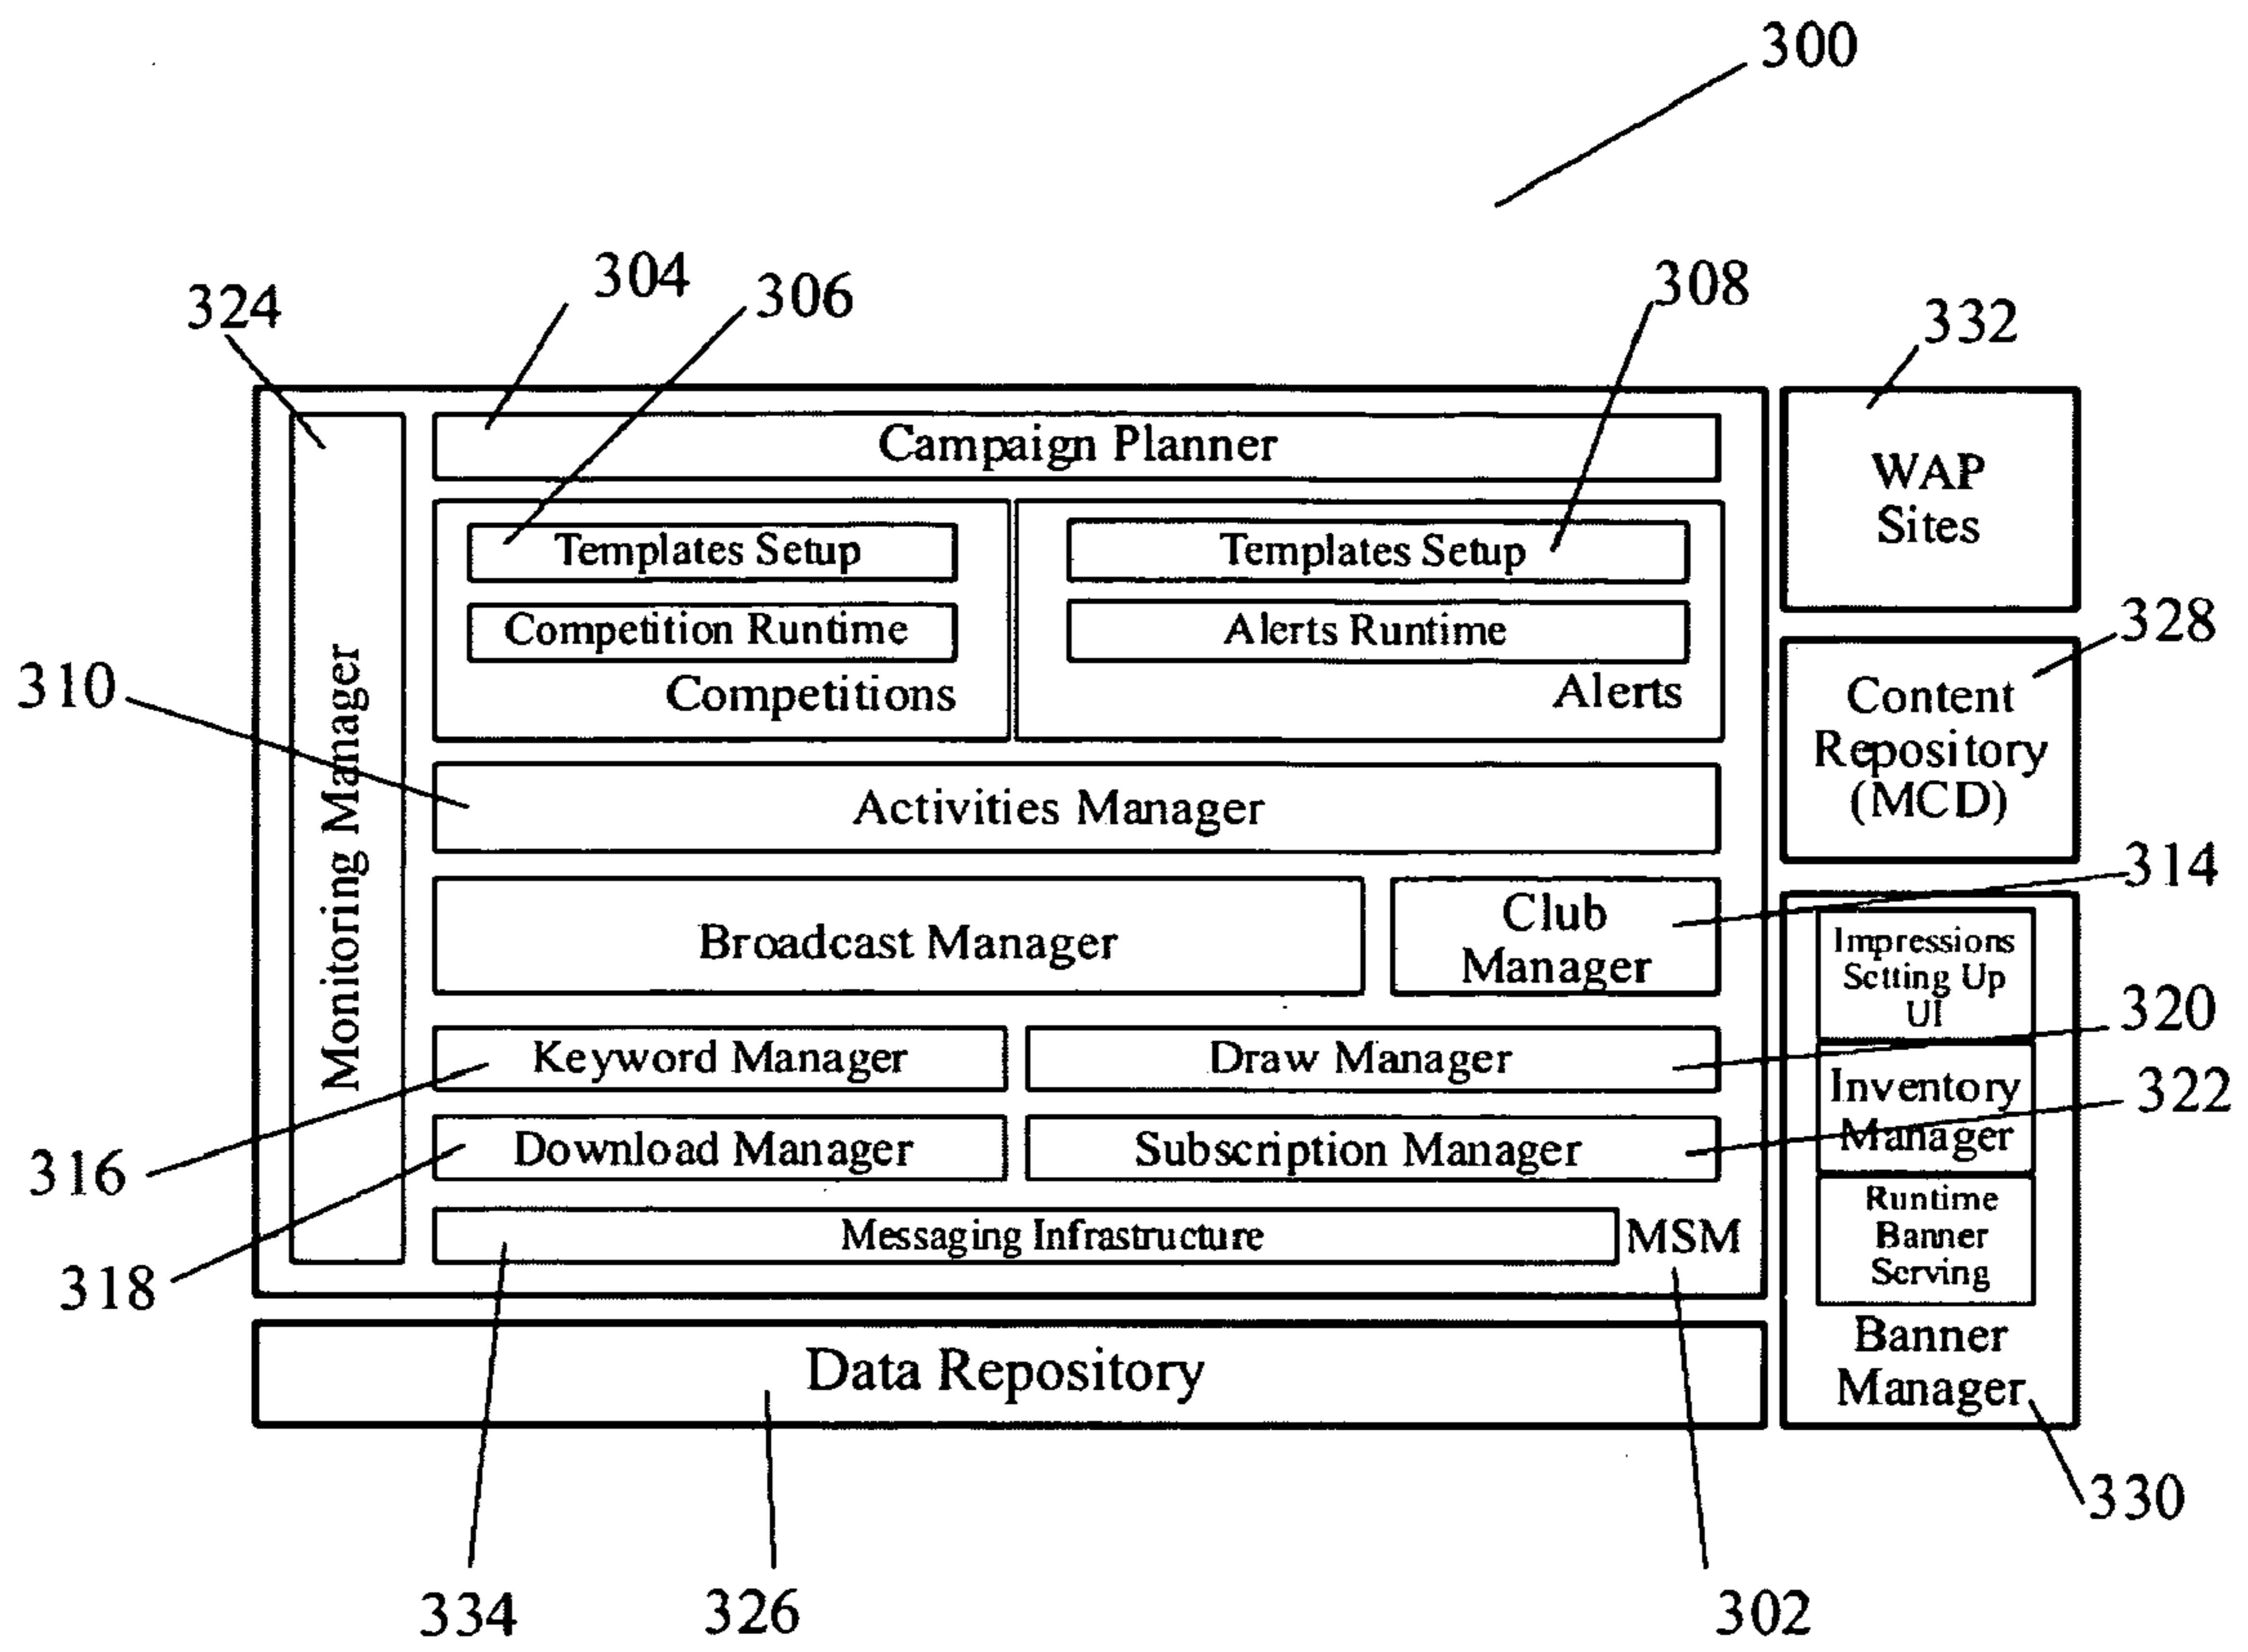 300
304
306
308
324
332
Campaign Planner
WAP
Sites
Templates Setup
Templates Setup
Competition Runtime
Alerts Runtime
Competitions
Alerts
328
Content
Repository
(MCD)
310
Monitoring Manager
Activities Manager
314
Broadcast Manager
Club
Manager
Impressions
Setting Up
UI
320
Keyword Manager
Draw Manager
Inventory
Manager
322
316
Download Manager
Subscription Manager
Runtime
Banner
Serving
318
Messaging Infrastructure
MSM
Banner
Manager
Data Repository
330
334
326
302